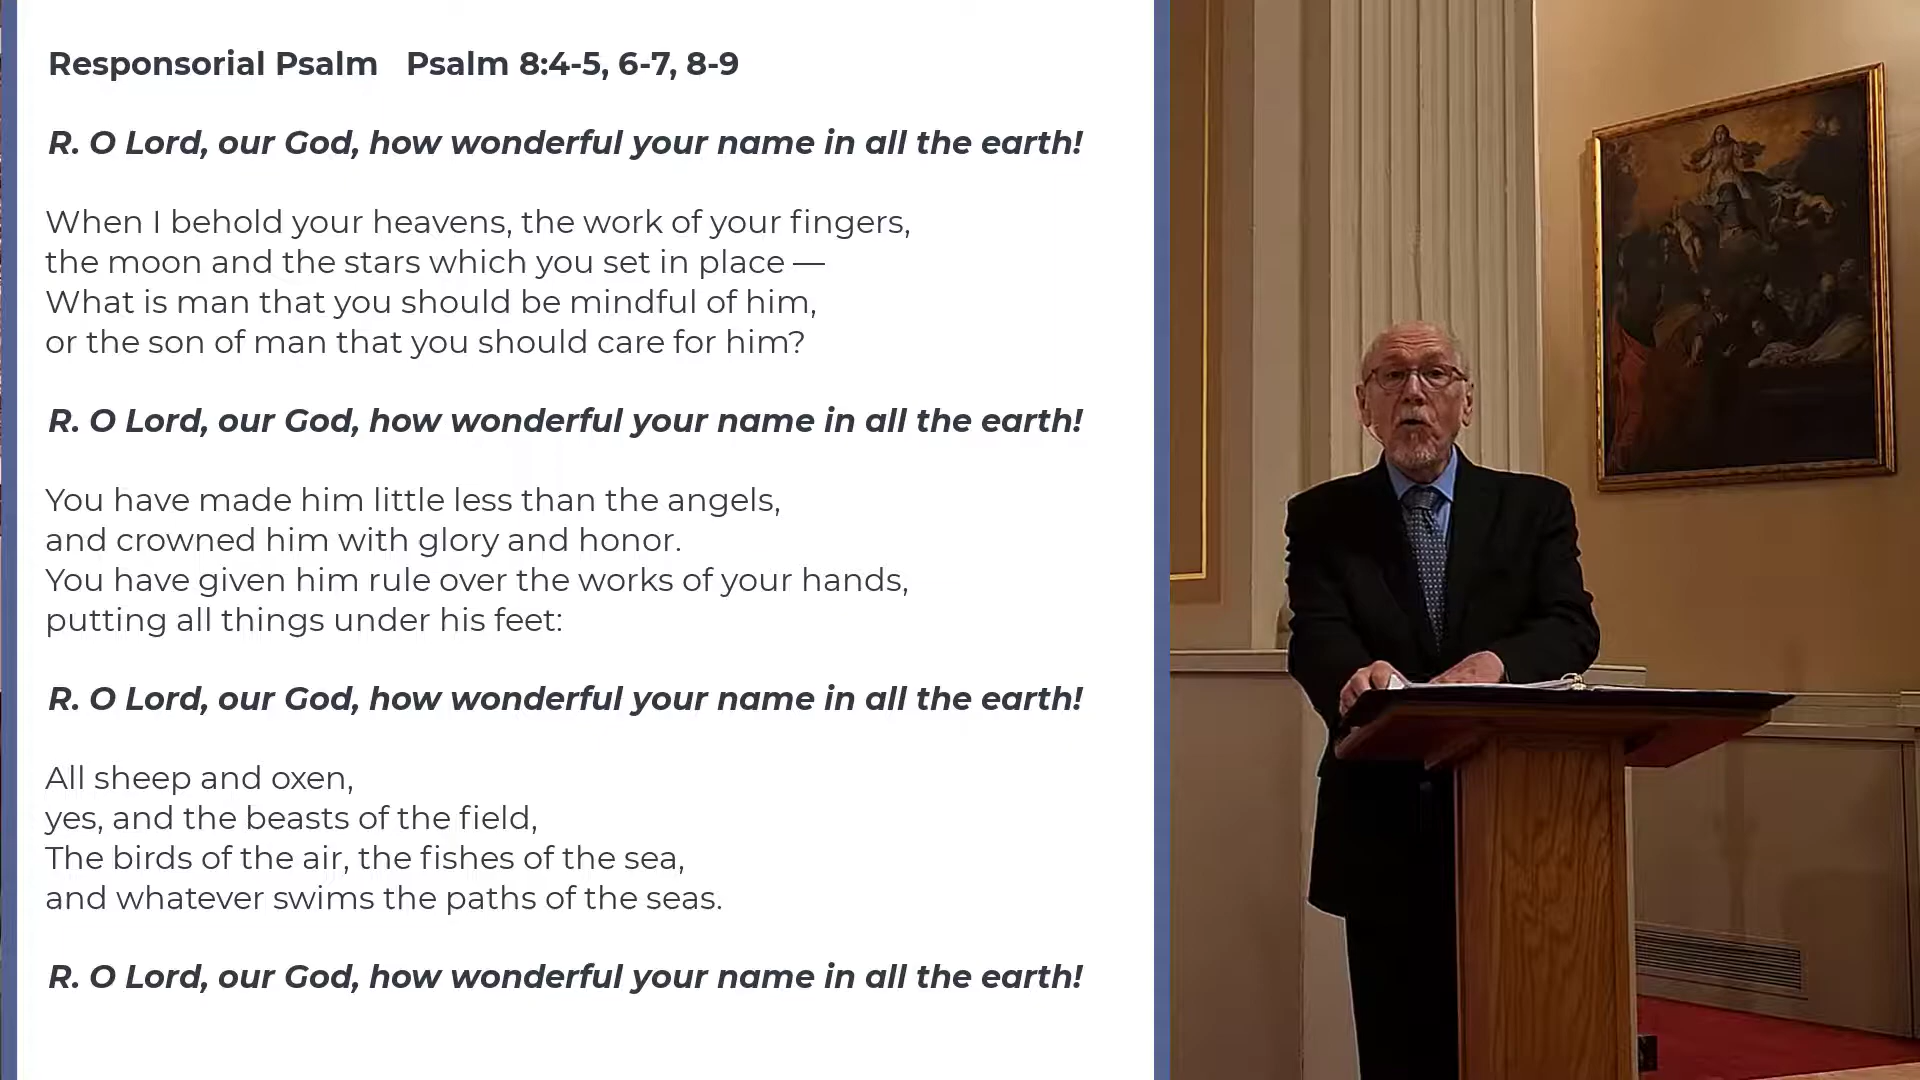 Responsorial Psalm Psalm 8:4-5, 6-7, 8-9
R. O Lord, our God, how wonderful your name in all the earth!
When I behold your heavens, the work of your fingers,
the moon and the stars which you set in place —
What is man that you should be mindful of him,
or the son of man that you should care for him?
R. O Lord, our God, how wonderful your name in all the earth!
You have made him little less than the angels,
and crowned him with glory and honor.
You have given him rule over the works of your hands,
putting all things under his feet:
R. O Lord, our God, how wonderful your name in all the earth!
All sheep and oxen,
yes, and the beasts of the field,
The birds of the air, the fishes of the sea,
and whatever swims the paths of the seas.
R. O Lord, our God, how wonderful your name in all the earth!